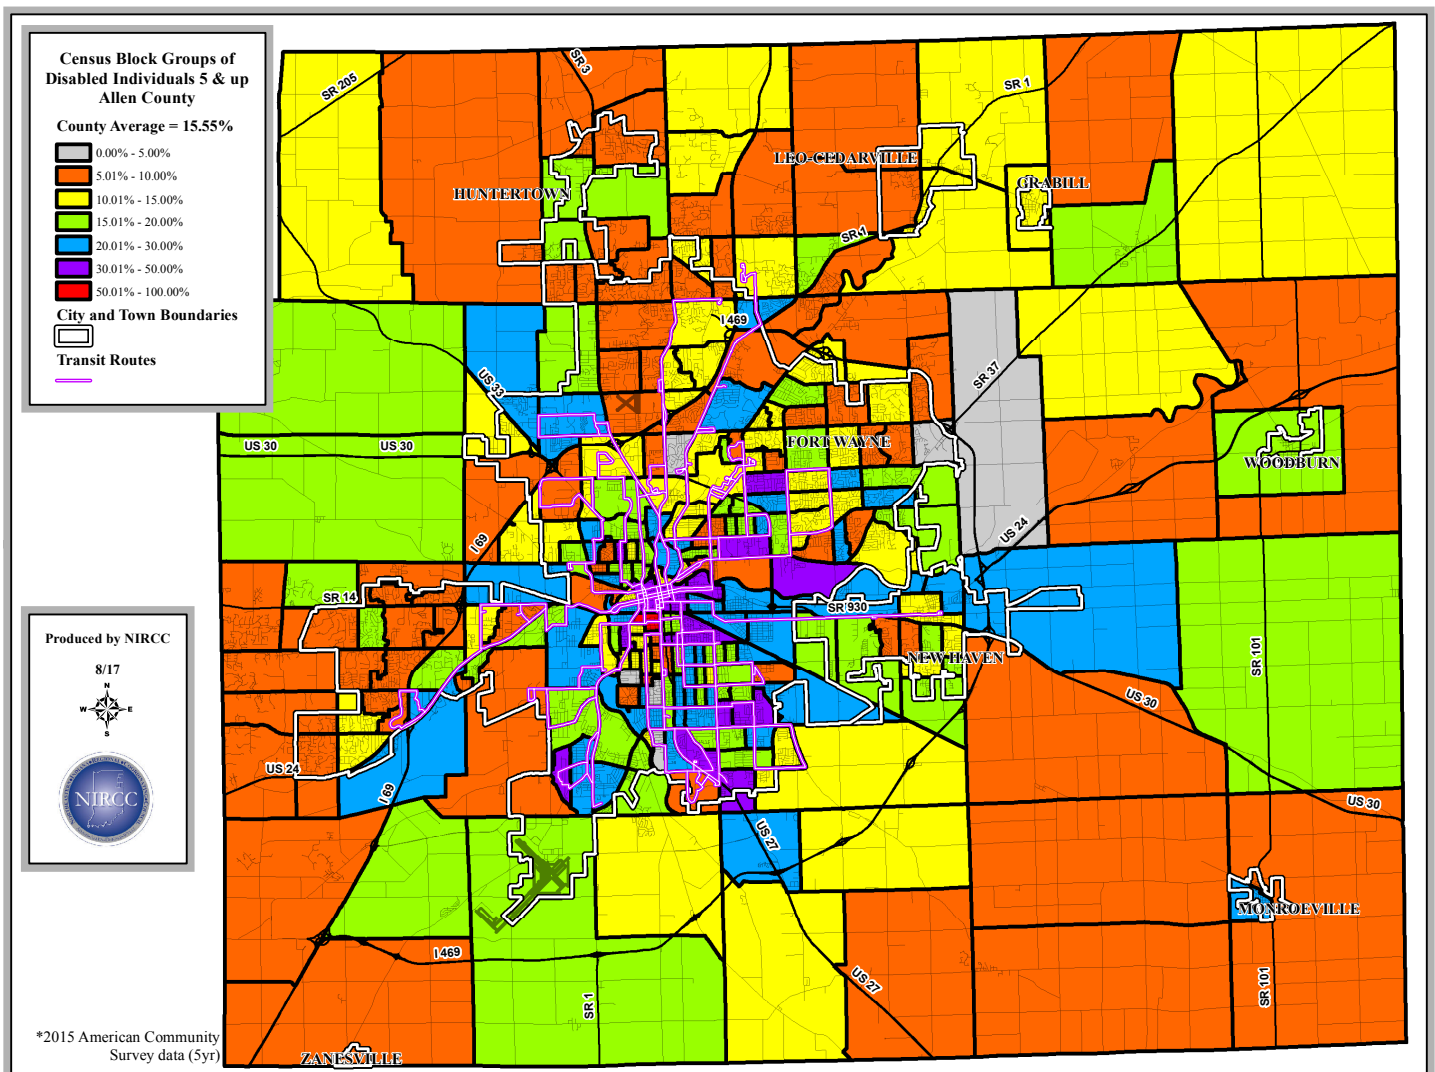 Census Block Groups of
Disabled Individuals 5 & up
Allen County
County Average = 15.55%
0.00% - 5.00%
5.01% - 10.00%
10.01% - 15.00%
15.01% - 20.00%
20.01% - 30.00%
30.01% - 50.00%
50.01% - 100.00%
City and Town Boundaries
Transit Routes
SR 205
SR 3
SR 1
LEO-CEDARVILLE
GRABILL
HUNTERTOWN
SR 1
I 469
SR 37
US 33
US 30
US 30
FORT WAYNE
WOODBURN
I 69
US 24
SR 14
SR 930
NEW HAVEN
SR 101
US 30
US 24
I 69
US 30
US 27
MONROEVILLE
I 469
US 27
SR 1
SR 101
ZANESVILLE
Produced by NIRCC
8/17
N
W
E
S
NIRCC
*2015 American Community
Survey data (5yr)